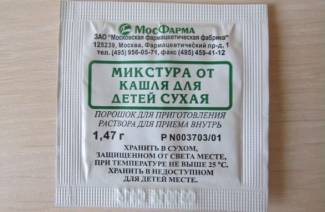 МосФарма
ЗАО "Московская фармацевтическая фабрика"
125239, Москва, Фармацевтический пр-д, 1
тел. (495) 956-05-71, факс (495) 459-41-12
МИКСТУРА ОТ
КАШЛЯ ДЛЯ
ДЕТЕЙ СУХАЯ
ПОРОШОК ДЛЯ ПРИГОТОВЛЕНИЯ
РАСТВОРА ДЛЯ ПРИЕМА ВНУТРЬ
1,47 г Р N003703/01
ХРАНИТЬ В СУХОМ,
ЗАЩИЩЕННОМ ОТ СВЕТА МЕСТЕ,
ПРИ ТЕМПЕРАТУРЕ НЕ ВЫШЕ 25 °С.
ХРАНИТЬ В НЕДОСТУПНОМ
ДЛЯ ДЕТЕЙ МЕСТЕ.